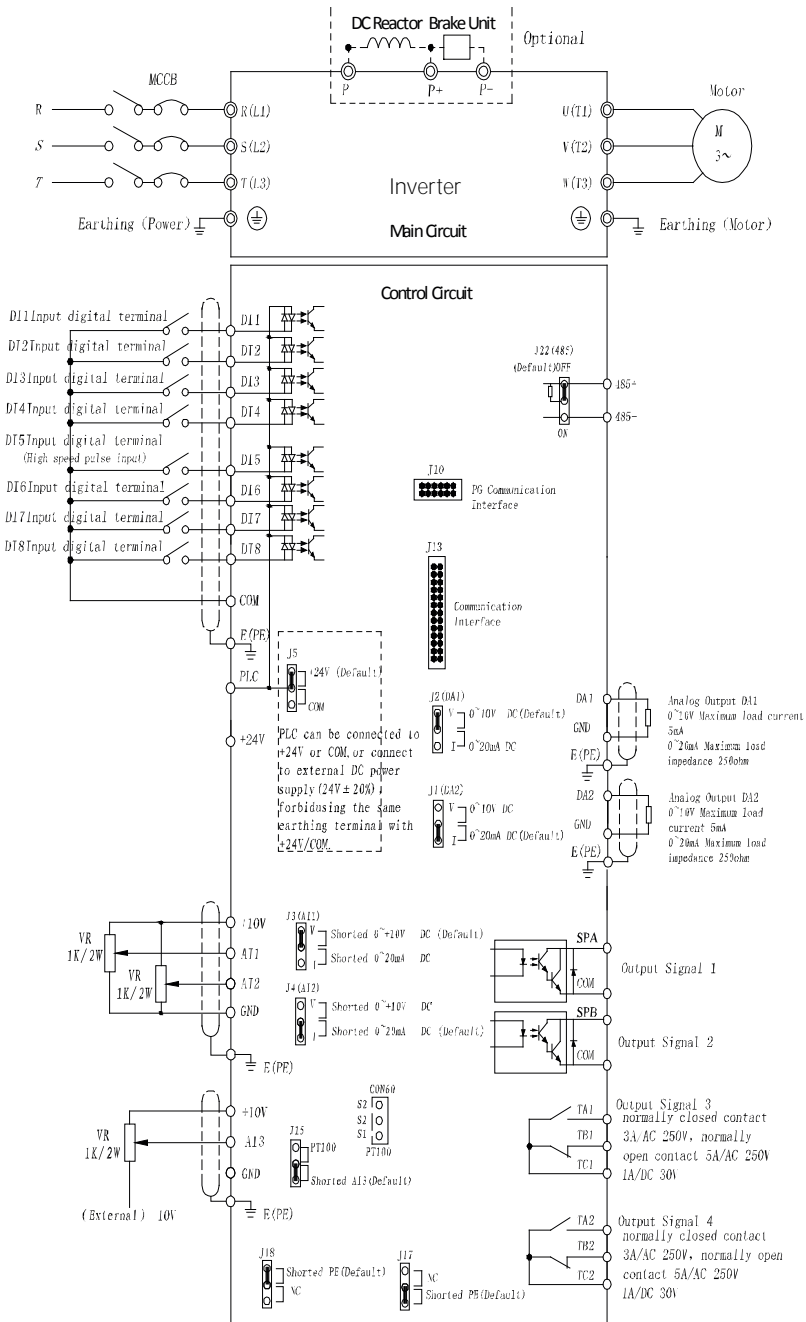 DC Reactor Brake Unit
Optional
P
P+
P-
MCCB
Motor
R
R(L1)
U(T1)
M
3~
S
S(L2)
V(T2)
T
T(L3)
W(T3)
Inverter
Earthing (Power)
Main Circuit
Earthing (Motor)
Control Circuit
DI1Input digital terminal
DI1
DI2Input digital terminal
DI2
DI3Input digital terminal
DI3
DI4Input digital terminal
DI4
DI5Input digital terminal
(High speed pulse input)
DI5
DI6Input digital terminal
DI6
DI7Input digital terminal
DI7
DI8Input digital terminal
DI8
COM
E(PE)
PLC
+24V
J22(485)
(Default)OFF
485+
485-
ON
J10
PG Communication
Interface
J13
Communication
Interface
J5
+24V (Default)
COM
PLC can be connected to
+24V or COM, or connect
to external DC power
supply(24V±20%)
forbidusing the same
earthing terminal with
+24V/COM.
J2(DA1)
V
0~10V DC(Default)
I
0~20mA DC
J1(DA2)
V
0~10V DC
I
0~20mA DC(Default)
DA1
GND
E(PE)
Analog Output DA1
0~10V Maximum load current
5mA
0~20mA Maximum load
impedance 250ohm
DA2
GND
E(PE)
Analog Output DA2
0~10V Maximum load
current 5mA
0~20mA Maximum load
impedance 250ohm
VR
1K/2W
VR
1K/2W
+10V
AI1
AI2
GND
E(PE)
J3(AI1)
V
Shorted 0~+10V DC (Default)
I
Shorted 0~20mA DC
J4(AI2)
V
Shorted 0~+10V DC
I
Shorted 0~20mA DC (Default)
SPA
COM
Output Signal 1
SPB
COM
Output Signal 2
VR
1K/2W
(External) 10V
+10V
AI3
GND
E(PE)
J15
PT100
Shorted AI3(Default)
CON60
S2
S2
S1
PT100
TA1
TB1
TC1
Output Signal 3
normally closed contact
3A/AC 250V, normally
open contact 5A/AC 250V
1A/DC 30V
TA2
TB2
TC2
Output Signal 4
normally closed contact
3A/AC 250V, normally open
contact 5A/AC 250V
1A/DC 30V
J18
Shorted PE(Default)
NC
J17
NC
Shorted PE(Default)